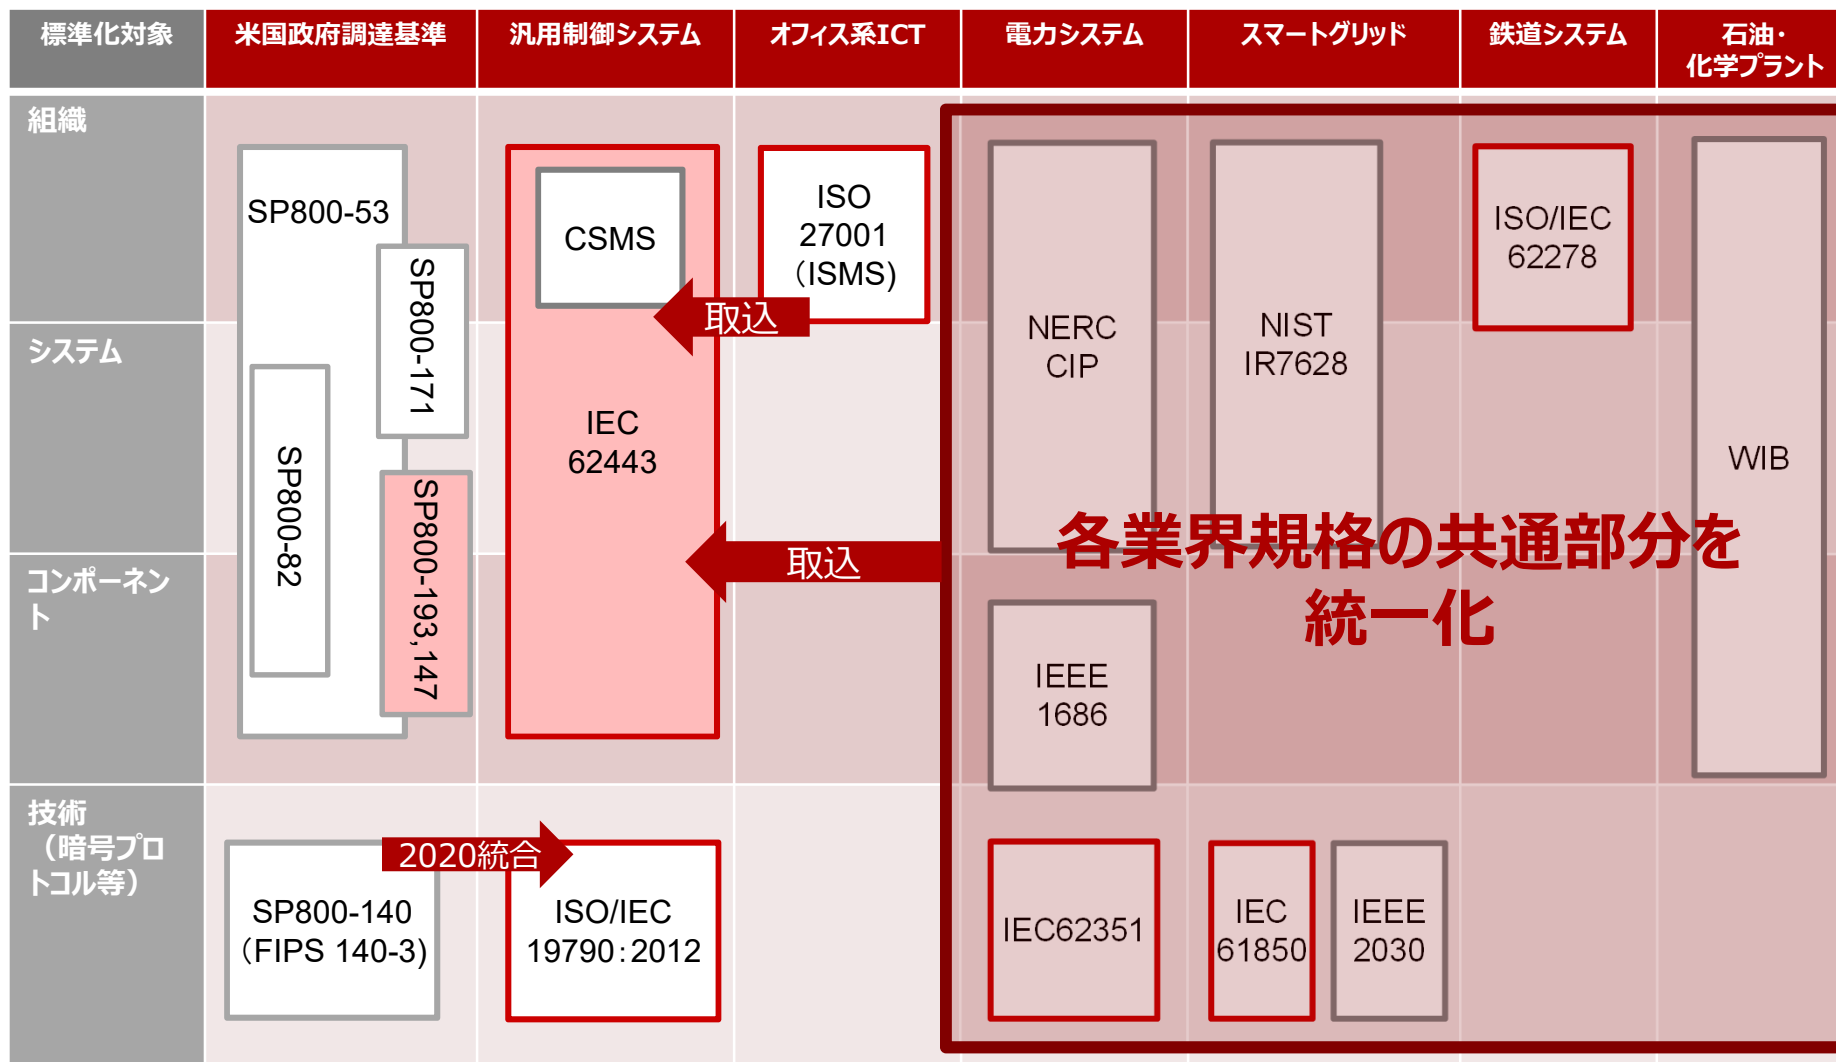 標準化対象
米国政府調達基準
汎用制御システム
オフィス系ICT
電力システム
スマートグリッド
鉄道システム
石油・
化学プラント
組織
SP800-53
SP800-171
CSMS
ISO
27001
（ISMS)
取込
NERC
CIP
NIST
IR7628
ISO/IEC
62278
システム
SP800-82
IEC
62443
WIB
SP800-193,147
取込
各業界規格の共通部分を
統一化
コンポーネン
ト
IEEE
1686
技術
（暗号プロ
トコル等）
2020統合
SP800-140
（FIPS 140-3)
ISO/IEC
19790：2012
IEC62351
IEC
61850
IEEE
2030